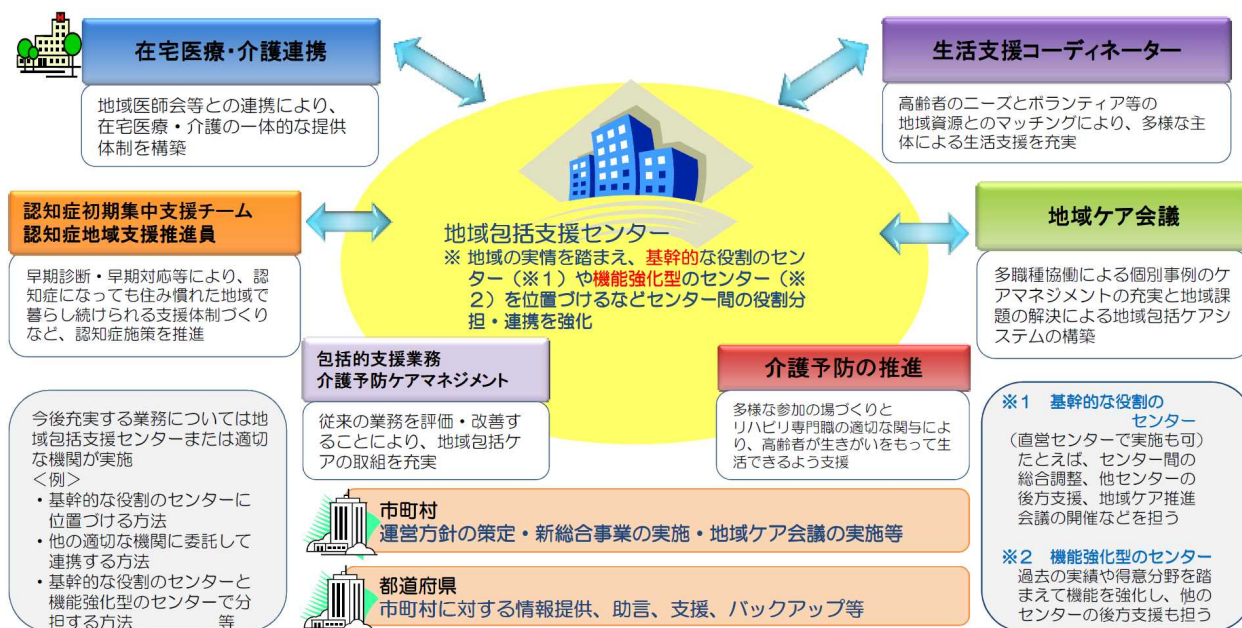 在宅医療・介護連携
地域医師会等との連携により、
在宅医療・介護の一体的な提供
体制を構築
生活支援コーディネーター
高齢者のニーズとボランティア等の
地域資源とのマッチングにより、多様な主
体による生活支援を充実
認知症初期集中支援チーム
認知症地域支援推進員
早期診断・早期対応等により、認
知症になっても住み慣れた地域で
暮らし続けられる支援体制づくり
など、認知症施策を推進
地域包括支援センター
※ 地域の実情を踏まえ、基幹的な役割のセン
ター（※１）や機能強化型のセンター（※
２）を位置づけるなどセンター間の役割分
担・連携を強化
地域ケア会議
多職種協働による個別事例のケ
アマネジメントの充実と地域課
題の解決による地域包括ケアシ
ステムの構築
包括的支援業務
介護予防ケアマネジメント
従来の業務を評価・改善す
ることにより、地域包括ケ
アの取組を充実
介護予防の推進
多様な参加の場づくりと
リハビリ専門職の適切な関与によ
り、高齢者が生きがいをもって生
活できるよう支援
今後充実する業務については地
域包括支援センターまたは適切
な機関が実施
＜例＞
・基幹的な役割のセンターに
位置づける方法
・他の適切な機関に委託して
連携する方法
・基幹的な役割のセンターと
機能強化型のセンターで分
担する方法　　　　　等
市町村
運営方針の策定・新総合事業の実施・地域ケア会議の実施等
都道府県
市町村に対する情報提供、助言、支援、バックアップ等
※１　基幹的な役割の
センター
（直営センターで実施も可）
たとえば、センター間の
総合調整、他センターの
後方支援、地域ケア推進
会議の開催などを担う
※２　機能強化型のセンター
過去の実績や得意分野を踏
まえて機能を強化し、他の
センターの後方支援も担う